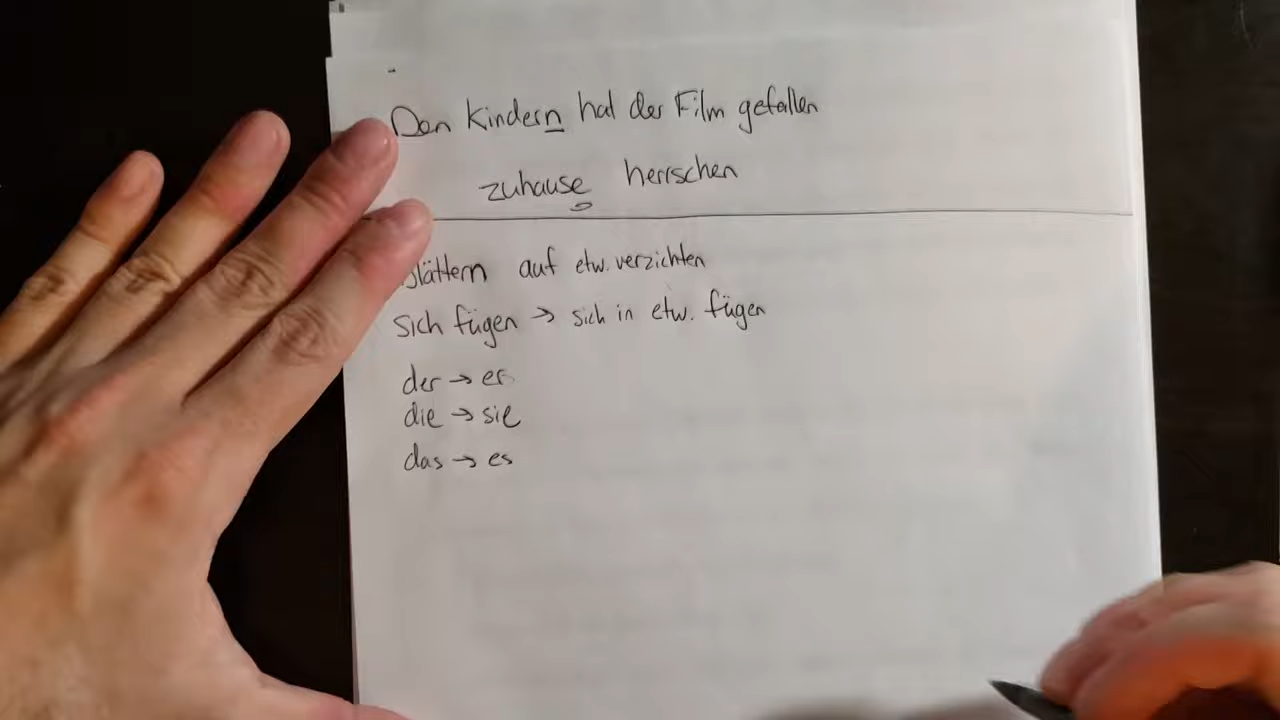 Den Kindern hat der Film gefallen
zuhause herrschen
blättern auf etw. verzichten
sich fügen → sich in etw. fügen
der → er
die → sie
das → es